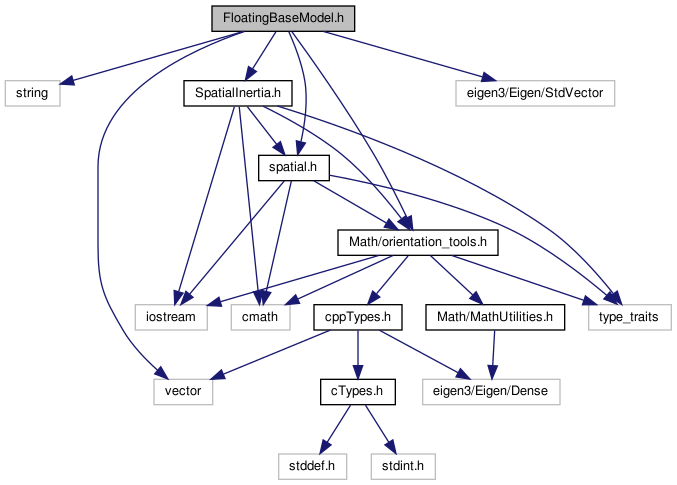 FloatingBaseModel.h
string
SpatialInertia.h
eigen3/Eigen/StdVector
spatial.h
Math/orientation_tools.h
iostream
cmath
cppTypes.h
Math/MathUtilities.h
type_traits
vector
cTypes.h
eigen3/Eigen/Dense
stddef.h
stdint.h